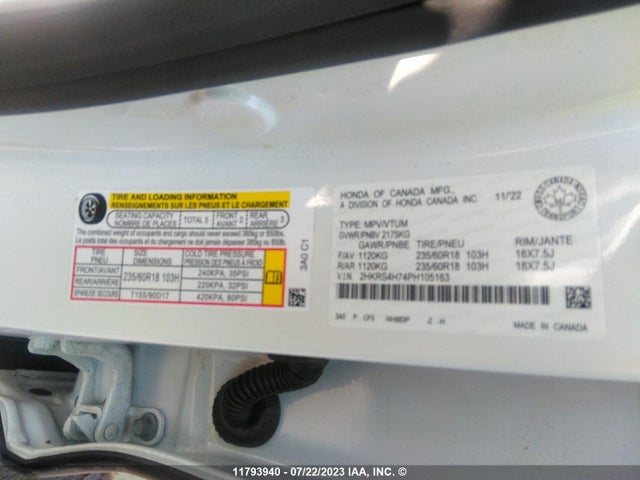 TIRE AND LOADING INFORMATION
RENSEIGNEMENTS SUR LES PNEUS ET LE CHARGEMENT
SEATING CAPACITY
NOMBRE DE PLACES
TOTAL 5
FRONT
AVANT 2
REAR
ARRIÈRE 3
The combined weight of occupants and cargo should never exceed 385kg or 850lb.
Le poids total des occupants et du chargement ne doit jamais dépasser 385kg ou 850lb.
TIRE
PNEU
SIZE
DIMENSIONS
COLD TIRE PRESSURE
PRESSION DES PNEUS A FROID
FRONT/AVANT
235/60R18 103H
240KPA, 35PSI
REAR/ARRIÈRE
220KPA, 32PSI
SPARE/DE SECOURS
T155/90D17
420KPA, 60PSI
3A0 C1
HONDA OF CANADA MFG.,
A DIVISION OF HONDA CANADA INC.
11/22
TYPE: MPV/VTUM
GVWR/PNBV 2175KG
GAWR/PNBE TIRE/PNEU RIM/JANTE
F/AV 1120KG 235/60R18 103H 18X7.5J
R/AR 1120KG 235/60R18 103H 18X7.5J
V.I.N. 2HKRS4H74PH105163
3A0 P CFS NH883P -Z -H
MADE IN CANADA
11793940 - 07/22/2023 impactauto.ca